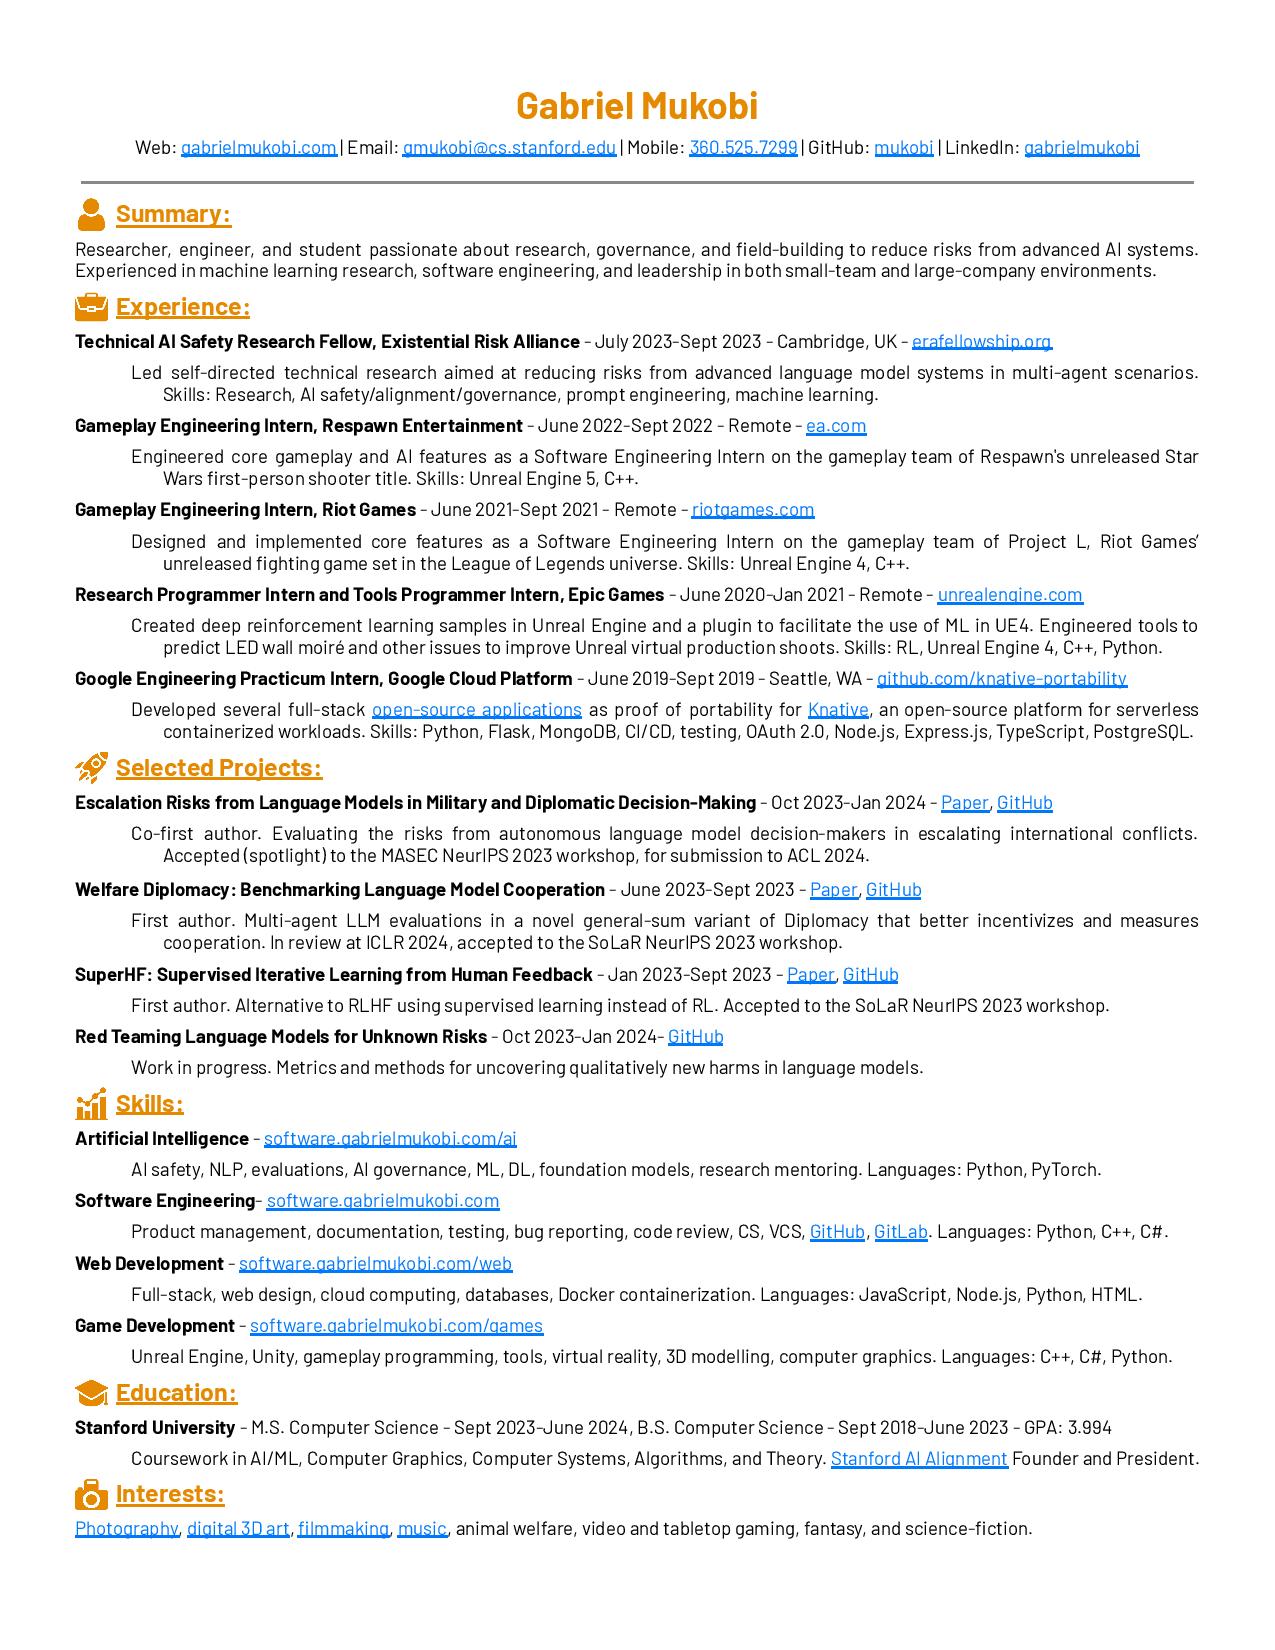 Gabriel Mukobi
Web: gabrielmukobi.com | Email: gmukobi@cs.stanford.edu | Mobile: 360.525.7299 | GitHub: mukobi | LinkedIn: gabrielmukobi
Summary:
Researcher, engineer, and student passionate about research, governance, and field-building to reduce risks from advanced AI systems.
Experienced in machine learning research, software engineering, and leadership in both small-team and large-company environments.
Experience:
Technical AI Safety Research Fellow, Existential Risk Alliance - July 2023-Sept 2023 - Cambridge, UK - erafellowship.org
Led self-directed technical research aimed at reducing risks from advanced language model systems in multi-agent scenarios.
Skills: Research, AI safety/alignment/governance, prompt engineering, machine learning.
Gameplay Engineering Intern, Respawn Entertainment - June 2022-Sept 2022 - Remote - ea.com
Engineered core gameplay and AI features as a Software Engineering Intern on the gameplay team of Respawn's unreleased Star
Wars first-person shooter title. Skills: Unreal Engine 5, C++.
Gameplay Engineering Intern, Riot Games - June 2021-Sept 2021 - Remote - riotgames.com
Designed and implemented core features as a Software Engineering Intern on the gameplay team of Project L, Riot Games’
unreleased fighting game set in the League of Legends universe. Skills: Unreal Engine 4, C++.
Research Programmer Intern and Tools Programmer Intern, Epic Games - June 2020-Jan 2021 - Remote - unrealengine.com
Created deep reinforcement learning samples in Unreal Engine and a plugin to facilitate the use of ML in UE4. Engineered tools to
predict LED wall moiré and other issues to improve Unreal virtual production shoots. Skills: RL, Unreal Engine 4, C++, Python.
Google Engineering Practicum Intern, Google Cloud Platform - June 2019-Sept 2019 - Seattle, WA - github.com/knative-portability
Developed several full-stack open-source applications as proof of portability for Knative, an open-source platform for serverless
containerized workloads. Skills: Python, Flask, MongoDB, CI/CD, testing, OAuth 2.0, Node.js, Express.js, TypeScript, PostgreSQL.
Selected Projects:
Escalation Risks from Language Models in Military and Diplomatic Decision-Making - Oct 2023-Jan 2024 - Paper, GitHub
Co-first author. Evaluating the risks from autonomous language model decision-makers in escalating international conflicts.
Accepted (spotlight) to the MASEC NeurIPS 2023 workshop, for submission to ACL 2024.
Welfare Diplomacy: Benchmarking Language Model Cooperation - June 2023-Sept 2023 - Paper, GitHub
First author. Multi-agent LLM evaluations in a novel general-sum variant of Diplomacy that better incentivizes and measures
cooperation. In review at ICLR 2024, accepted to the SoLaR NeurIPS 2023 workshop.
SuperHF: Supervised Iterative Learning from Human Feedback - Jan 2023-Sept 2023 - Paper, GitHub
First author. Alternative to RLHF using supervised learning instead of RL. Accepted to the SoLaR NeurIPS 2023 workshop.
Red Teaming Language Models for Unknown Risks - Oct 2023-Jan 2024- GitHub
Work in progress. Metrics and methods for uncovering qualitatively new harms in language models.
Skills:
Artificial Intelligence - software.gabrielmukobi.com/ai
AI safety, NLP, evaluations, AI governance, ML, DL, foundation models, research mentoring. Languages: Python, PyTorch.
Software Engineering- software.gabrielmukobi.com
Product management, documentation, testing, bug reporting, code review, CS, VCS, GitHub, GitLab. Languages: Python, C++, C#.
Web Development - software.gabrielmukobi.com/web
Full-stack, web design, cloud computing, databases, Docker containerization. Languages: JavaScript, Node.js, Python, HTML.
Game Development - software.gabrielmukobi.com/games
Unreal Engine, Unity, gameplay programming, tools, virtual reality, 3D modelling, computer graphics. Languages: C++, C#, Python.
Education:
Stanford University - M.S. Computer Science - Sept 2023-June 2024, B.S. Computer Science - Sept 2018-June 2023 - GPA: 3.994
Coursework in AI/ML, Computer Graphics, Computer Systems, Algorithms, and Theory. Stanford AI Alignment Founder and President.
Interests:
Photography, digital 3D art, filmmaking, music, animal welfare, video and tabletop gaming, fantasy, and science-fiction.